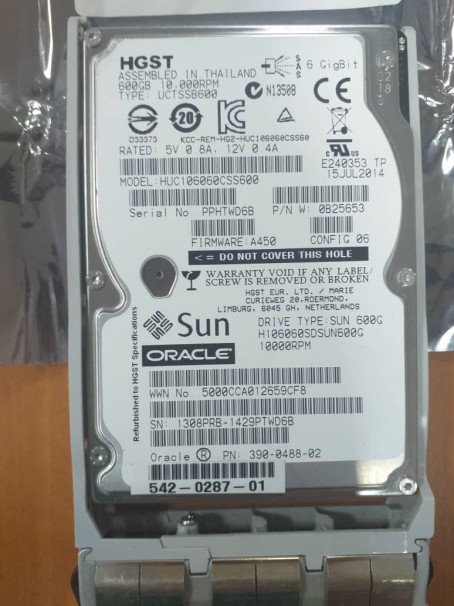 HGST
ASSEMBLED IN THAILAND
600GB 10,000RPM
TYPE: UCTSSB600
SAS 6 GigBit
N13508
D33373
20
KCC-REM-HG2-HUC106060CSS60
RATED: 5V 0.8A, 12V 0.4A
E240353 TP
15JUL2014
MODEL:HUC106060CSS600
Serial No. PPHTWD6B P/N W: 0B25653
FIRMWARE:A450 CONFIG 06
<= DO NOT COVER THIS HOLE
WARRANTY VOID IF ANY LABEL/
SCREW IS REMOVED OR BROKEN
HGST EUR. LTD. / MARIE
CURIEWEG 20,ROERMOND,
LIMBURG, 6045 GH. NETHERLANDS
Refurbished to HGST Specifications
Sun
ORACLE
DRIVE TYPE:SUN 600G
H106060SDSUN600G
10000RPM
WWN No. 5000CCA012659CF8
SN: 1308PRB-1429PTWD6B
Oracle ® PN: 390-0488-02
542-0287-01